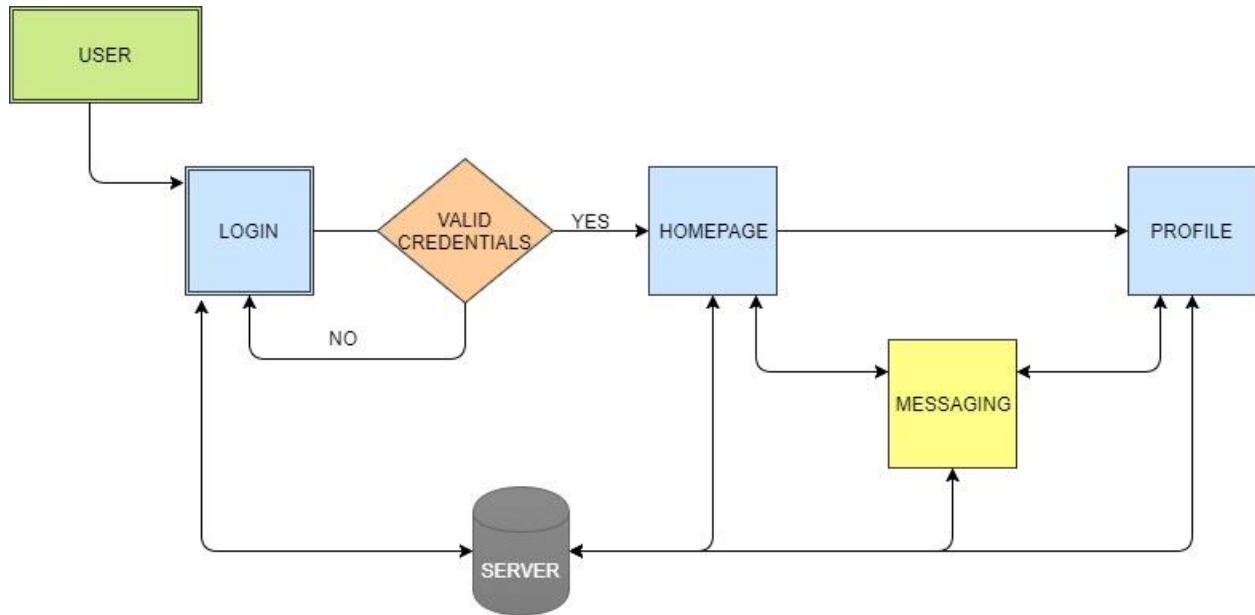 USER
LOGIN
VALID
CREDENTIALS
YES
HOMEPAGE
PROFILE
NO
MESSAGING
SERVER